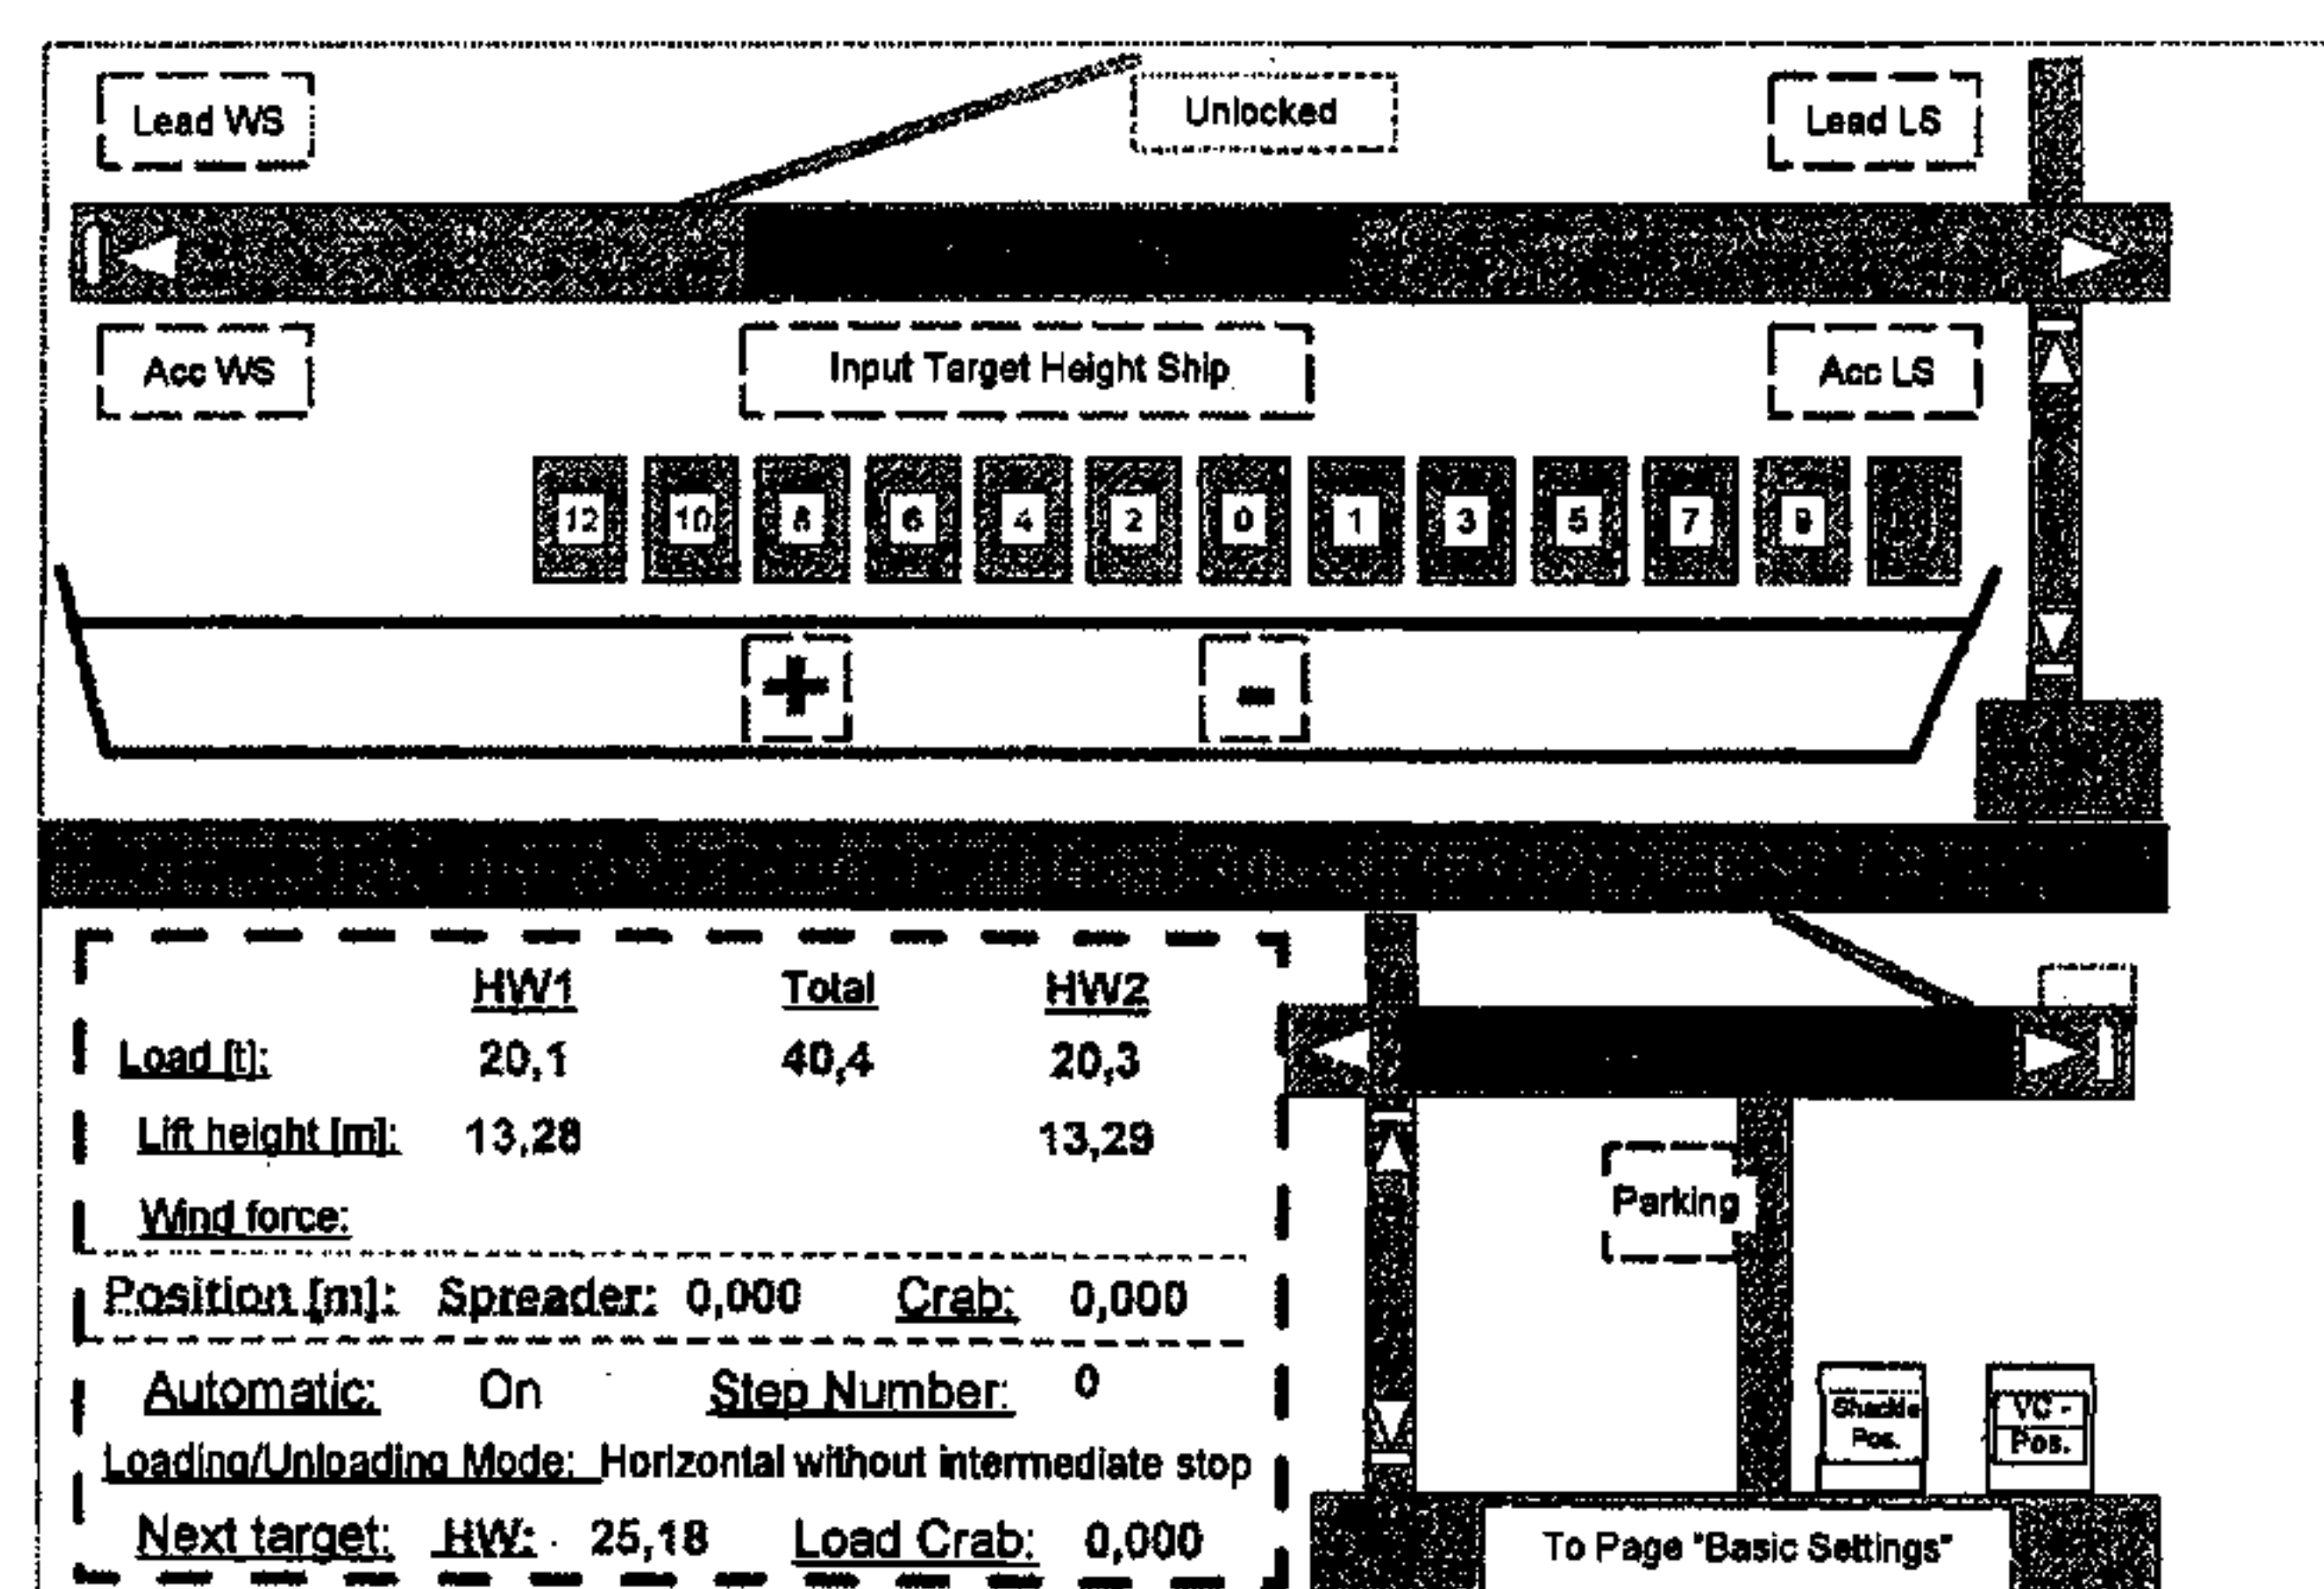 Lead WS Unlocked Lead LS
Acc WS Input Target Height Ship Acc LS
12 10 8 6 4 2 0 1 3 5 7 9
+ -
HW1 Total HW2
Load [t]: 20,1 40,4 20,3
Lift height [m]: 13,28 13,29
Wind force:
Parking
Position [m]: Spreader: 0,000 Crab: 0,000
Automatic: On Step Number: 0
Shackle
Pos.
VC -
Pos.
Loading/Unloading Mode: Horizontal without intermediate stop
Next target: HW: 25,18 Load Crab: 0,000
To Page "Basic Settings"